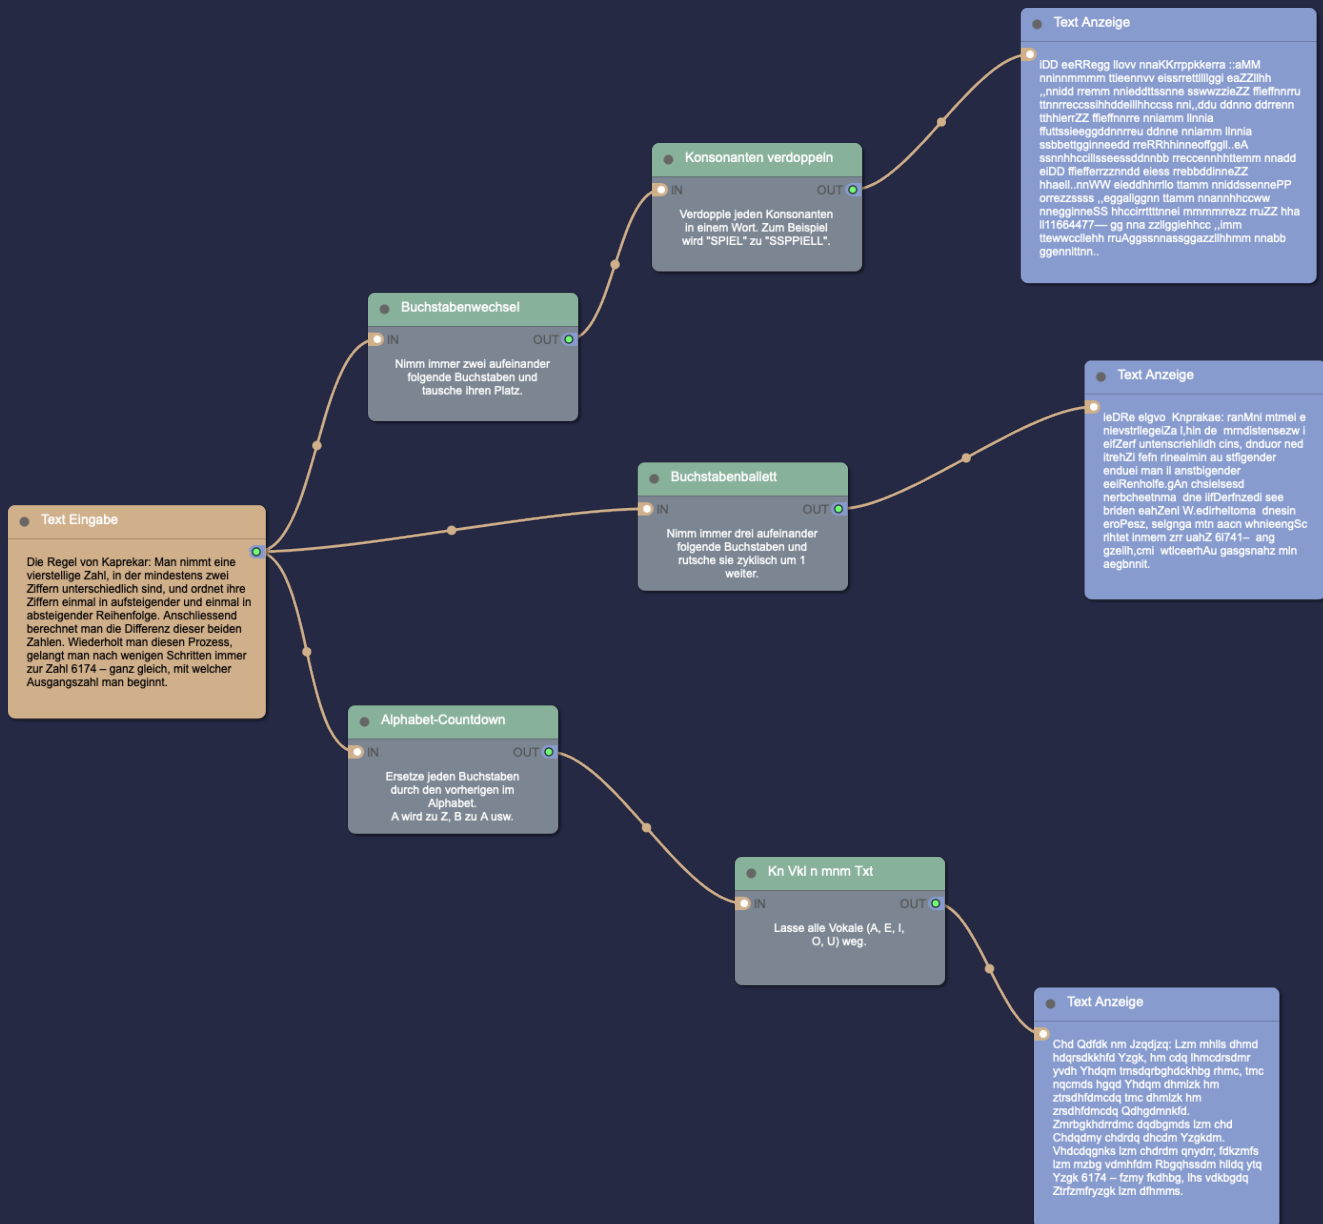 Text Anzeige
iDD eeRRegg llovv nnaKKrrppkkerra ::aMM
nninnmmmm ttieennvv eissrrettllllggi eaZZllhh
,,nnidd rremm nnieddttssnne sswwzzieZZ ffieffnnrru
ttnnrreccssihhddeillhhccss nni,,ddu ddnno ddrrenn
tthhierrZZ ffieffnnrre nniamm llnnia
ffuttssieeggddnnrreu ddnne nniamm llnnia
ssbbettgginneedd rreRRhhinneoffggll..eA
ssnnhhccillsseessddnnbb rreccennhhttemm nnadd
eiDD ffiefferrzznndd eiess rrebbddinneZZ
hhaell..nnWW eieddhhrrllo ttamm nniddssennePP
orrezzssss ,,eggallggnn ttamm nnannhhccww
nnegginneSS hhccirrttttnnei mmmmrrezz rruZZ hha
ll11664477–– gg nna zzllggiehhcc ,,imm
ttewwccllehh rruAggssnnassggazzllhhmm nnabb
ggennittnn..
Konsonanten verdoppeln
IN
OUT
Verdopple jeden Konsonanten
in einem Wort. Zum Beispiel
wird "SPIEL" zu "SSPPIELL".
Buchstabenwechsel
IN
OUT
Nimm immer zwei aufeinander
folgende Buchstaben und
tausche ihren Platz.
Text Anzeige
ieDRe elgvo  Knprakae: ranMni mtmei e
nievstrllegeiZa l,hin de  mrndistensezw i
eifZerf untenscriehlidh cins, dnduor ned
itrehZi fefn rinealmin au stfigender
enduei man il anstbigender
eeiRenholfe.gAn chsielsesd
nerbcheetnma  dne iifDerfnzedi see
briden eahZenl W.edirheltoma  dnesin
eroPesz, selgnga mtn aacn whnieengSc
rihtet inmem zrr uahZ 6l741–  ang
gzeilh,cmi  wtlceerhAu gasgsnahz mln
aegbnnit.
Buchstabenballett
IN
OUT
Nimm immer drei aufeinander
folgende Buchstaben und
rutsche sie zyklisch um 1
weiter.
Text Eingabe
Die Regel von Kaprekar: Man nimmt eine
vierstellige Zahl, in der mindestens zwei
Ziffern unterschiedlich sind, und ordnet ihre
Ziffern einmal in aufsteigender und einmal in
absteigender Reihenfolge. Anschliessend
berechnet man die Differenz dieser beiden
Zahlen. Wiederholt man diesen Prozess,
gelangt man nach wenigen Schritten immer
zur Zahl 6174 – ganz gleich, mit welcher
Ausgangszahl man beginnt.
Alphabet-Countdown
IN
OUT
Ersetze jeden Buchstaben
durch den vorherigen im
Alphabet.
A wird zu Z, B zu A usw.
Kn Vkl n mnm Txt
IN
OUT
Lasse alle Vokale (A, E, I,
O, U) weg.
Text Anzeige
Chd Qdfdk nm Jzqdjzq: Lzm mhlls dhmd
hdqrsdkkhfd Yzgk, hm cdq lhmcdrsdmr
yvdh Yhdqm tmsdqrbghdckhbg rhmc, tmc
nqcmds hgqd Yhdqm dhmlzk hm
ztrsdhfdmcdq tmc dhmlzk hm
zrsdhfdmcdq Qdhgdmnkfd.
Zmrbgkhdrrdmc dqdbgmds lzm chd
Chdqdmy chdrdq dhcdm Yzgkdm.
Vhdcdqgnks lzm chdrdm qnydrr, fdkzmfs
lzm mzbg vdmhfdm Rbgqhssdm hlldq ytq
Yzgk 6174 – fzmy fkdhbg, lhs vdkbgdq
Ztrfzmfryzgk lzm dfhmms.